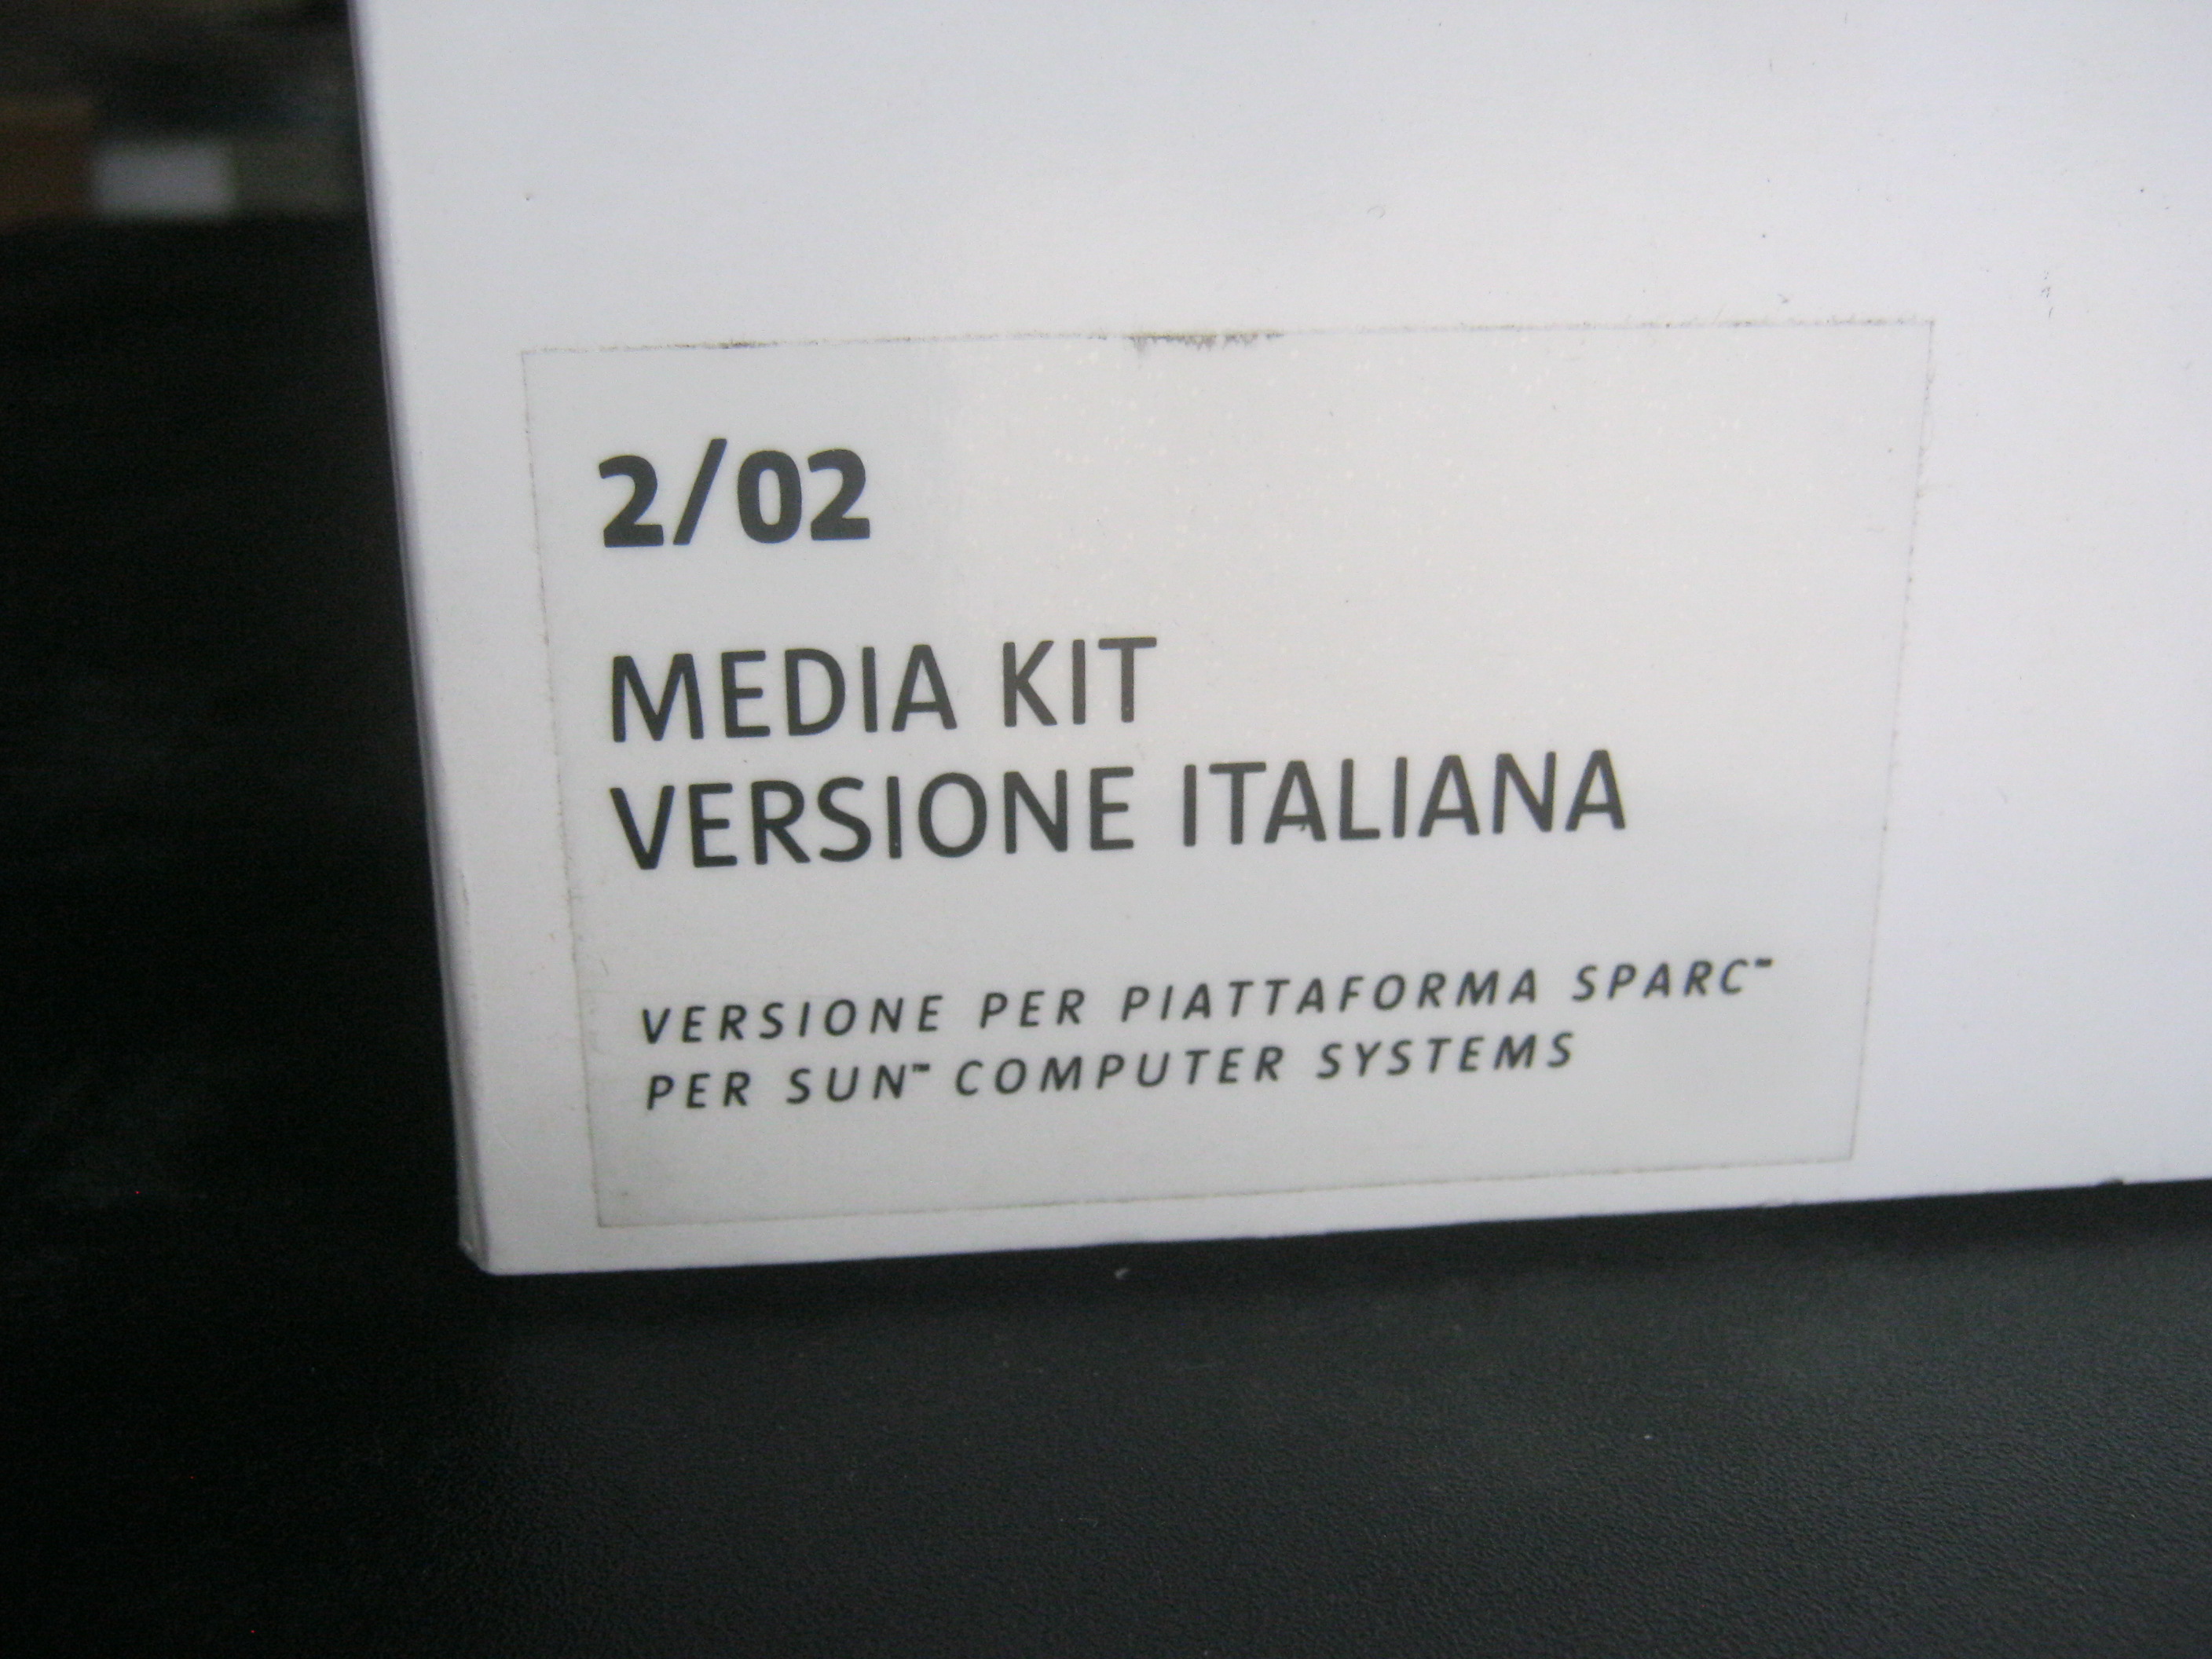 2/02
MEDIA KIT
VERSIONE ITALIANA
VERSIONE PER PIATTAFORMA SPARC™
PER SUN™ COMPUTER SYSTEMS